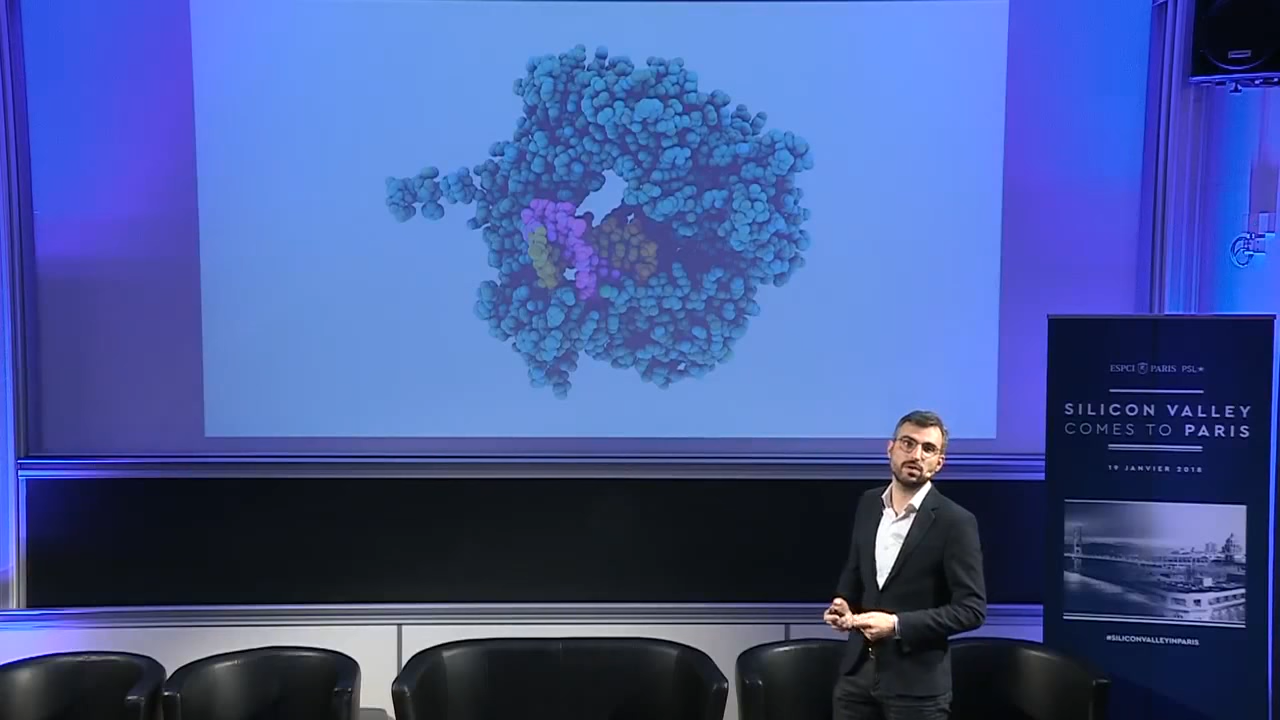 ESPCI PARIS PSL★
SILICON VALLEY
COMES TO PARIS
19 JANVIER 2018
#SILICONVALLEYINPARIS